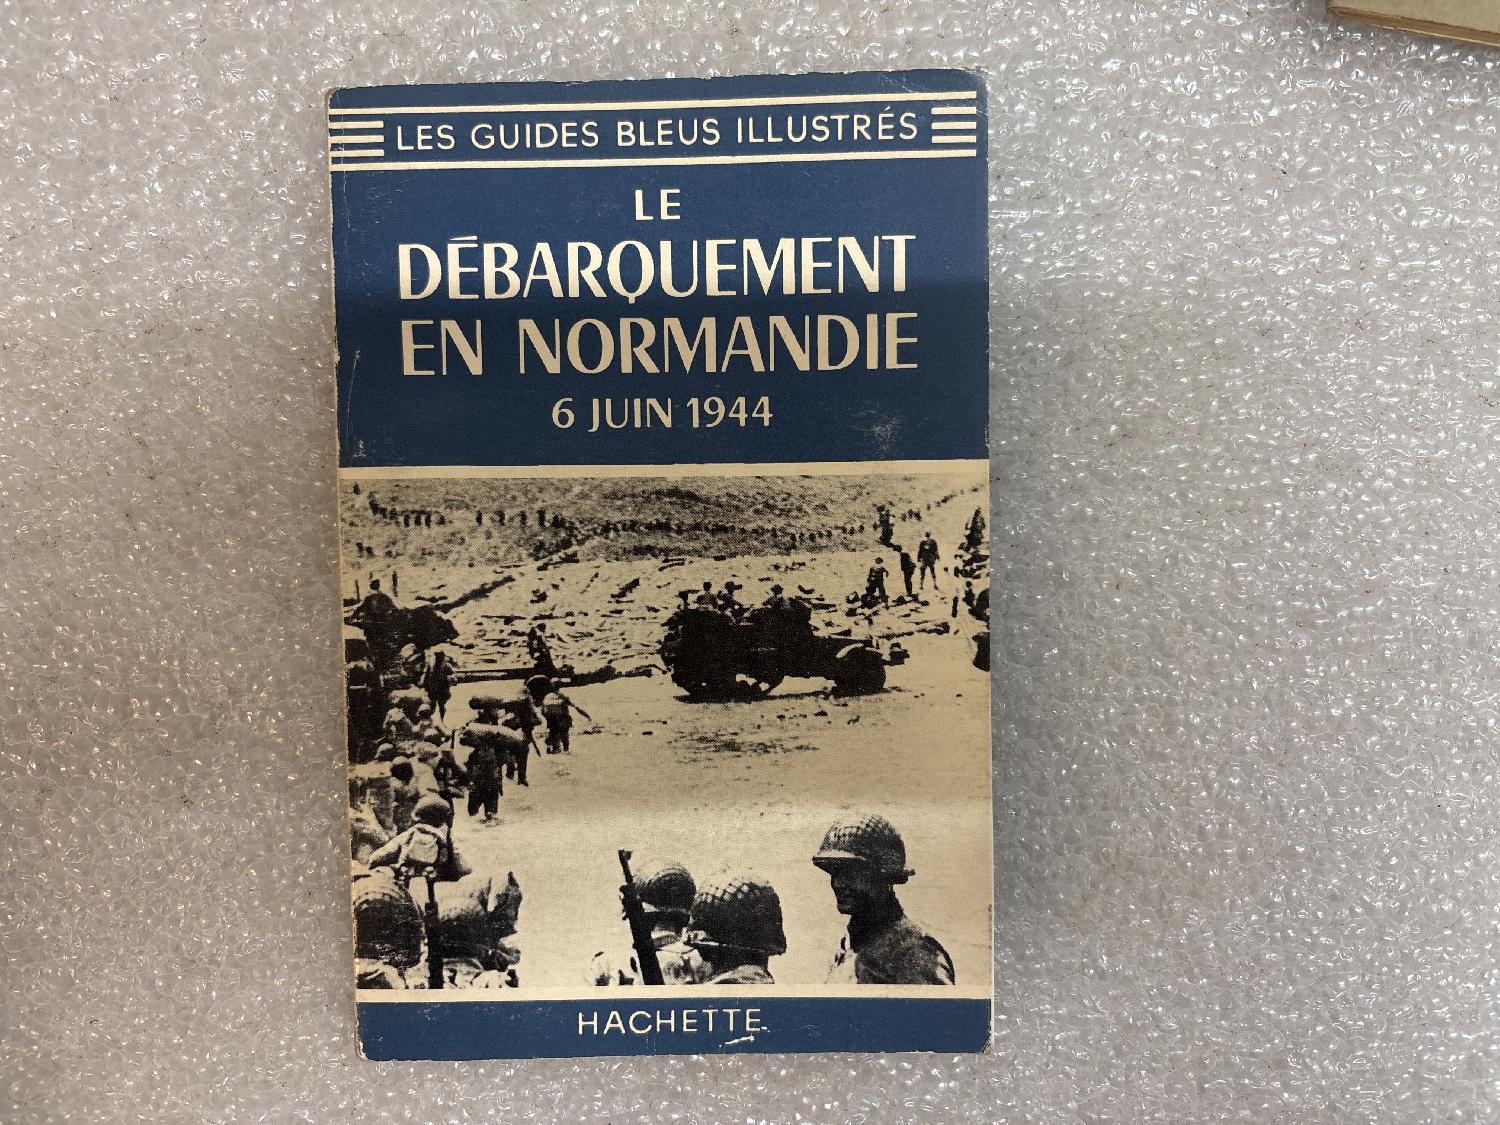 LES GUIDES BLEUS ILLUSTRÉS
LE
DÉBARQUEMENT
EN NORMANDIE
6 JUIN 1944
HACHETTE